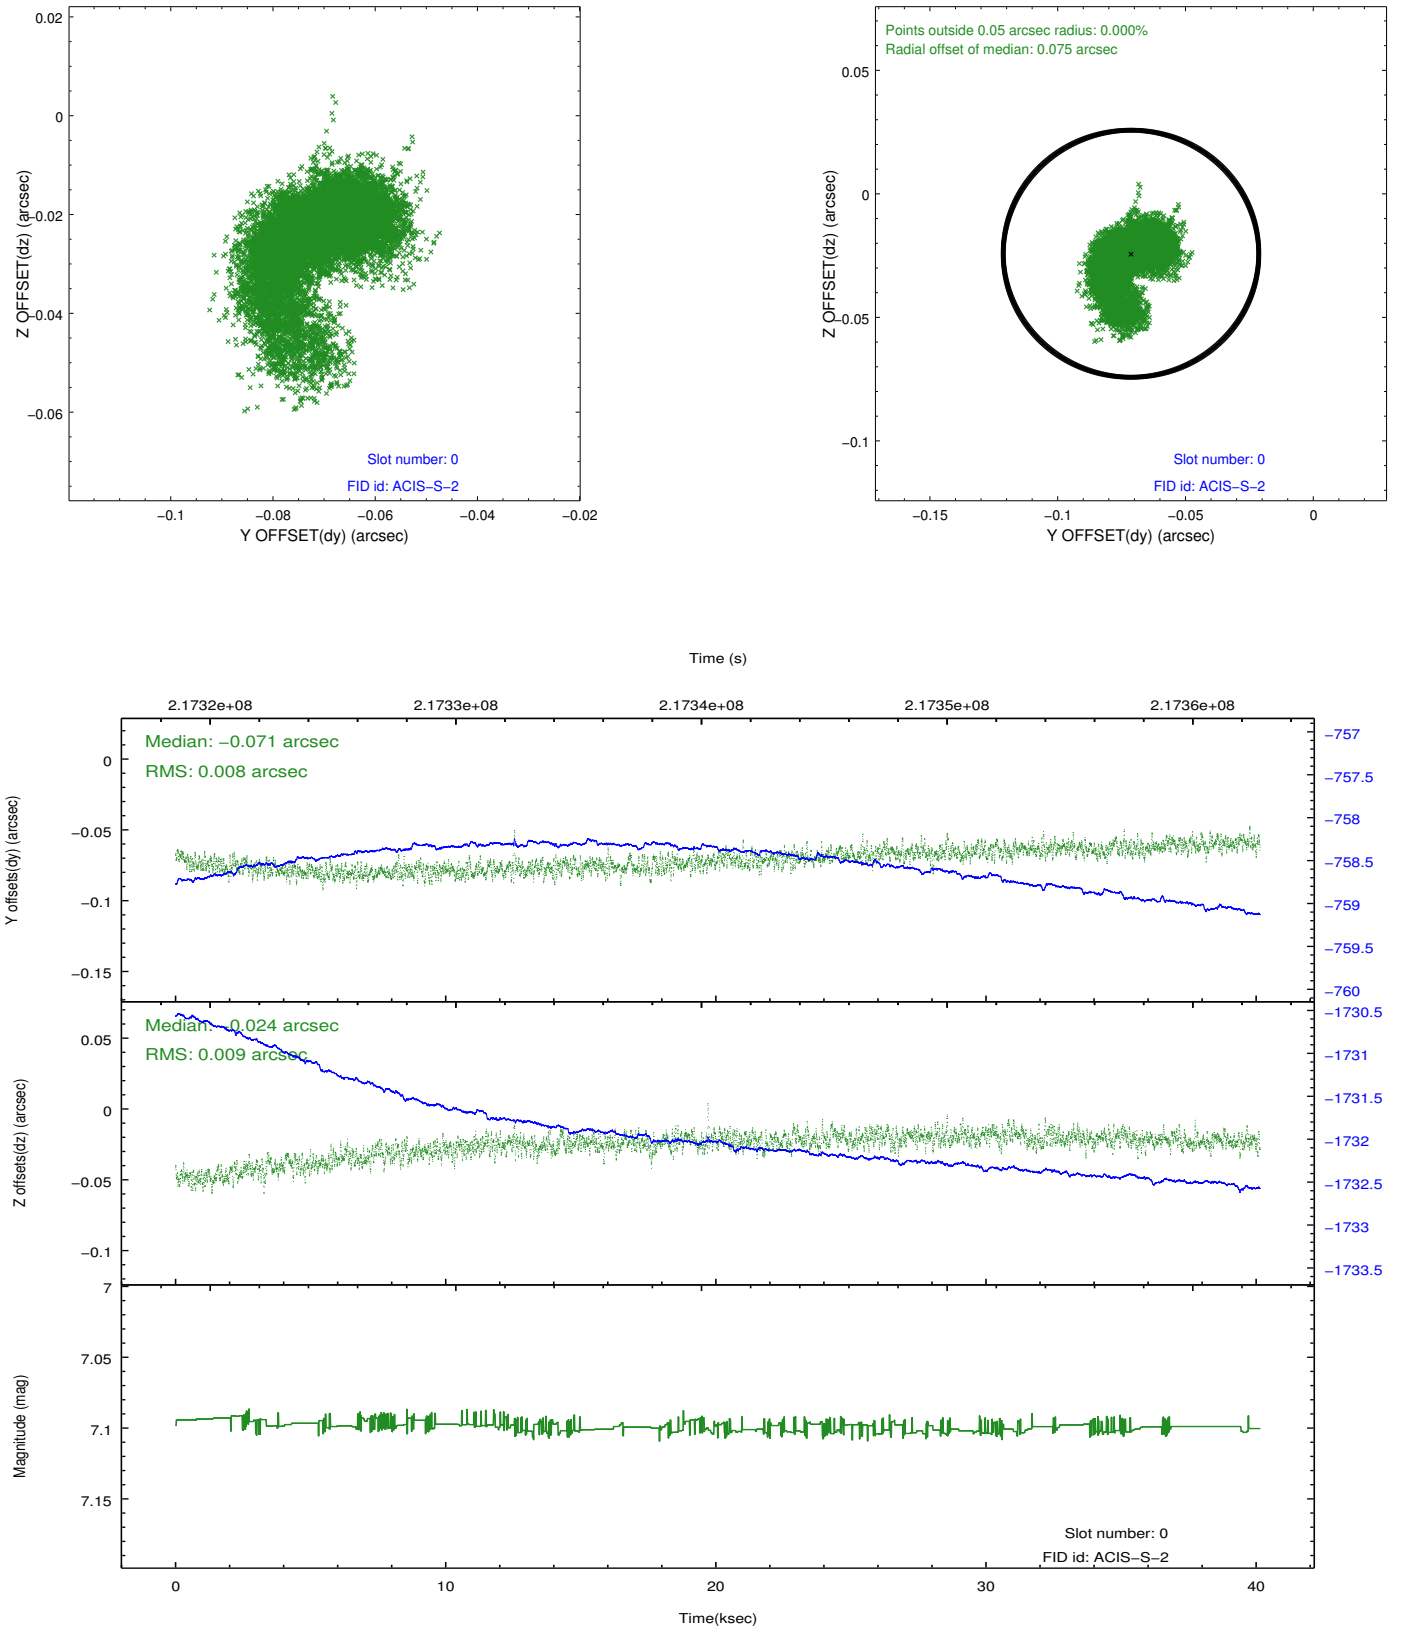 0.02
0
−0.02
−0.04
−0.06
Z OFFSET(dz) (arcsec)
Slot number: 0
FID id: ACIS−S−2
−0.1
−0.08
−0.06
−0.04
−0.02
Y OFFSET(dy) (arcsec)
Points outside 0.05 arcsec radius: 0.000%
Radial offset of median: 0.075 arcsec
0.05
0
−0.05
−0.1
Z OFFSET(dz) (arcsec)
Slot number: 0
FID id: ACIS−S−2
−0.15
−0.1
−0.05
0
Y OFFSET(dy) (arcsec)
Time (s)
2.1732e+08
2.1733e+08
2.1734e+08
2.1735e+08
2.1736e+08
Median: −0.071 arcsec
RMS: 0.008 arcsec
0
−0.05
−0.1
−0.15
Y offsets(dy) (arcsec)
−757
−757.5
−758
−758.5
−759
−759.5
−760
Median: −0.024 arcsec
RMS: 0.009 arcsec
0.05
0
−0.05
−0.1
Z offsets(dz) (arcsec)
−1730.5
−1731
−1731.5
−1732
−1732.5
−1733
−1733.5
7
7.05
7.1
7.15
Magnitude (mag)
Slot number: 0
FID id: ACIS−S−2
0
10
20
30
40
Time(ksec)